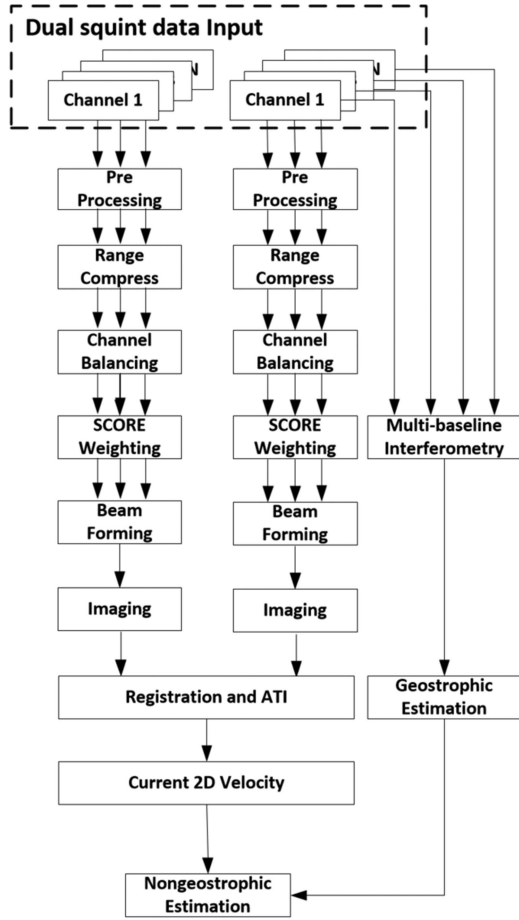 Dual squint data Input
N
Channel 1
N
Channel 1
Pre
Processing
Pre
Processing
Range
Compress
Range
Compress
Channel
Balancing
Channel
Balancing
SCORE
Weighting
SCORE
Weighting
Multi-baseline
Interferometry
Beam
Forming
Beam
Forming
Imaging
Imaging
Registration and ATI
Geostrophic
Estimation
Current 2D Velocity
Nongeostrophic
Estimation